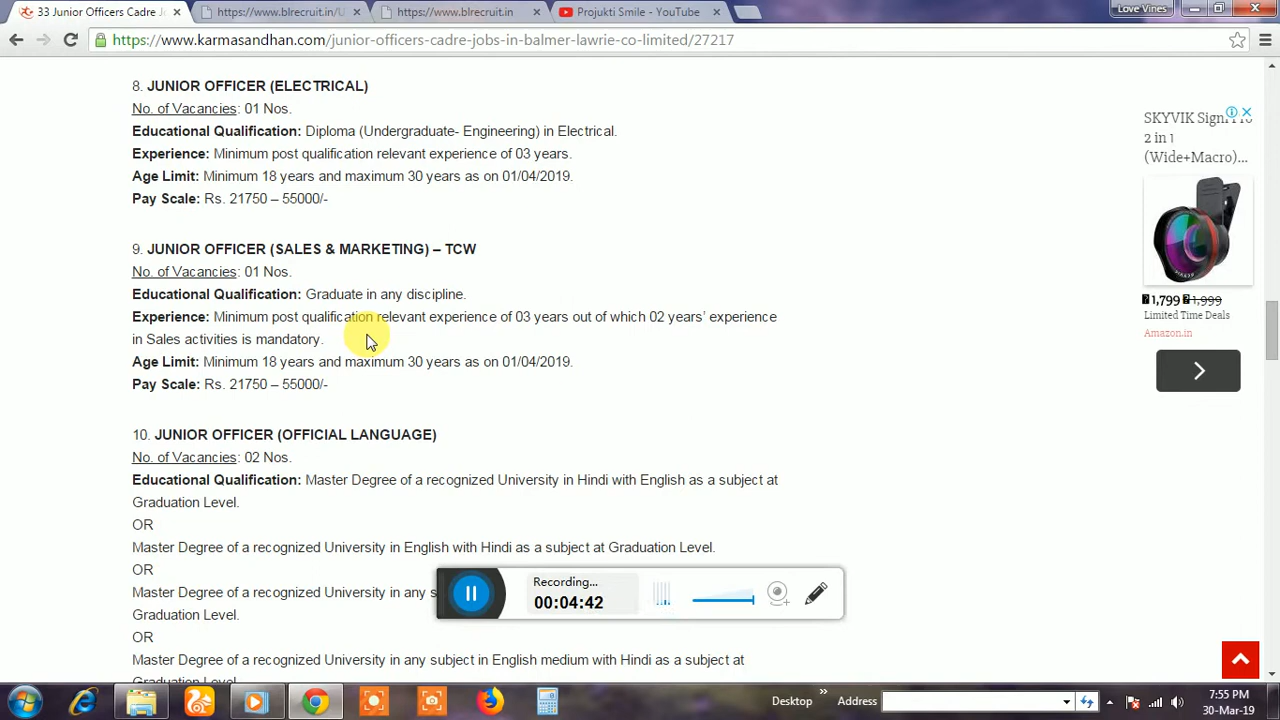 33 Junior Officers Cadre J
https://www.blrecruit.in/U
https://www.blrecruit.in
Projukti Smile - YouTube
Love Vines
https://www.karmasandhan.com/junior-officers-cadre-jobs-in-balmer-lawrie-co-limited/27217
8. JUNIOR OFFICER (ELECTRICAL)
No. of Vacancies: 01 Nos.
Educational Qualification: Diploma (Undergraduate- Engineering) in Electrical.
Experience: Minimum post qualification relevant experience of 03 years.
Age Limit: Minimum 18 years and maximum 30 years as on 01/04/2019.
Pay Scale: Rs. 21750 – 55000/-
9. JUNIOR OFFICER (SALES & MARKETING) – TCW
No. of Vacancies: 01 Nos.
Educational Qualification: Graduate in any discipline.
Experience: Minimum post qualification relevant experience of 03 years out of which 02 years' experience
in Sales activities is mandatory.
Age Limit: Minimum 18 years and maximum 30 years as on 01/04/2019.
Pay Scale: Rs. 21750 – 55000/-
10. JUNIOR OFFICER (OFFICIAL LANGUAGE)
No. of Vacancies: 02 Nos.
Educational Qualification: Master Degree of a recognized University in Hindi with English as a subject at
Graduation Level.
OR
Master Degree of a recognized University in English with Hindi as a subject at Graduation Level.
OR
Master Degree of a recognized University in any s
Graduation Level.
OR
Master Degree of a recognized University in any subject in English medium with Hindi as a subject at
Graduation Level.
SKYVIK
2 in 1
(Wide+Macro)...
1,799 1,999
Limited Time Deals
Amazon.in
Recording...
00:04:42
Desktop
Address
7:55 PM
30-Mar-19